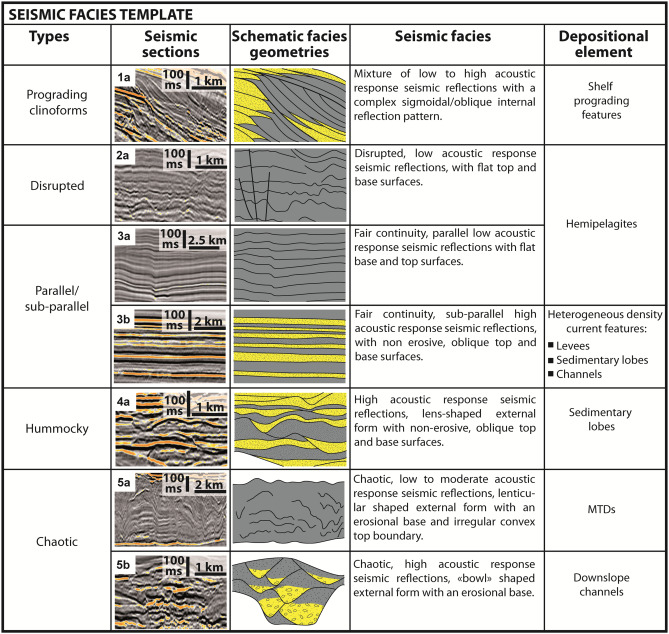 SEISMIC FACIES TEMPLATE
Types
Seismic
sections
Schematic facies
geometries
Seismic facies
Depositional
element
Prograding
clinoforms
1a
100
ms
1 km
Mixture of low to high acoustic
response seismic reflections with a
complex sigmoidal/oblique internal
reflection pattern.
Shelf
prograding
features
Disrupted
2a
100
ms
1 km
Disrupted, low acoustic response
seismic reflections, with flat top and
base surfaces.
Hemipelagites
Parallel/
sub-parallel
3a
100
ms
2.5 km
Fair continuity, parallel low acoustic
response seismic reflections with flat
base and top surfaces.
3b
100
ms
2 km
Fair continuity, sub-parallel high
acoustic response seismic reflections,
with non erosive, oblique top and
base surfaces.
Heterogeneous density
current features:
■ Levees
■ Sedimentary lobes
■ Channels
Hummocky
4a
100
ms
1 km
High acoustic response seismic
reflections, lens-shaped external
form with non-erosive, oblique top
and base surfaces.
Sedimentary
lobes
Chaotic
5a
100
ms
2 km
Chaotic, low to moderate acoustic
response seismic reflections, lenticu-
lar shaped external form with an
erosional base and irregular convex
top boundary.
MTDs
5b
100
ms
1 km
Chaotic, high acoustic response
seismic reflections, «bowl» shaped
external form with an erosional base.
Downslope
channels